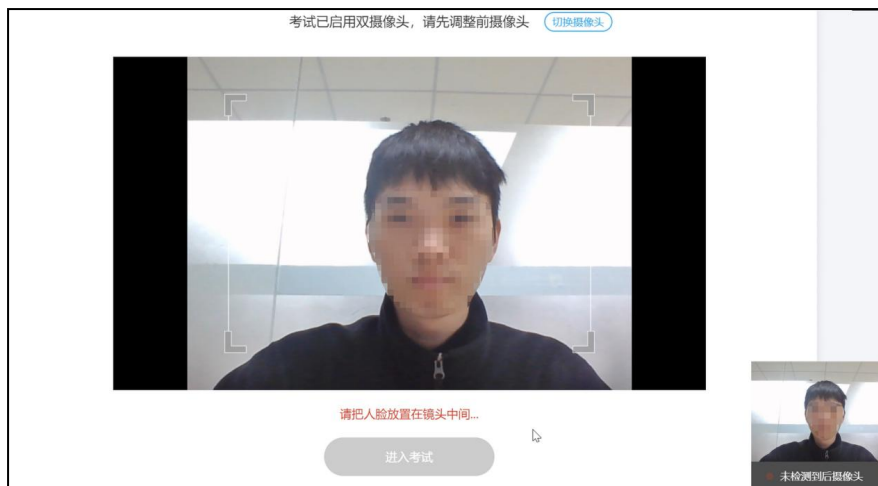 考试已启用双摄像头，请先调整前摄像头 切换摄像头
请把人脸放置在镜头中间...
进入考试
未检测到后摄像头